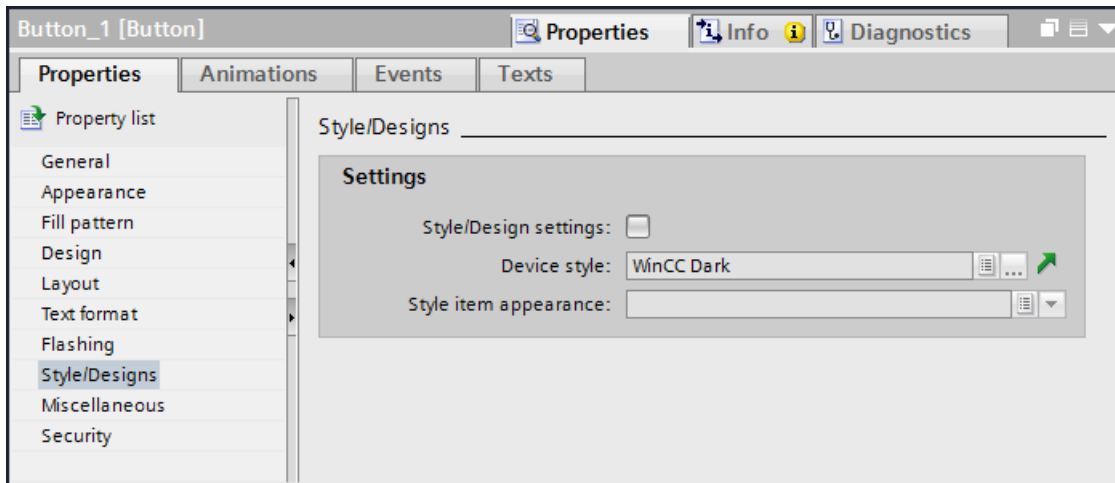 Button_1 [Button]
Properties
Info
Diagnostics
Properties
Animations
Events
Texts
Property list
General
Appearance
Fill pattern
Design
Layout
Text format
Flashing
Style/Designs
Miscellaneous
Security
Style/Designs
Settings
Style/Design settings:
Device style: WinCC Dark ...
Style item appearance: